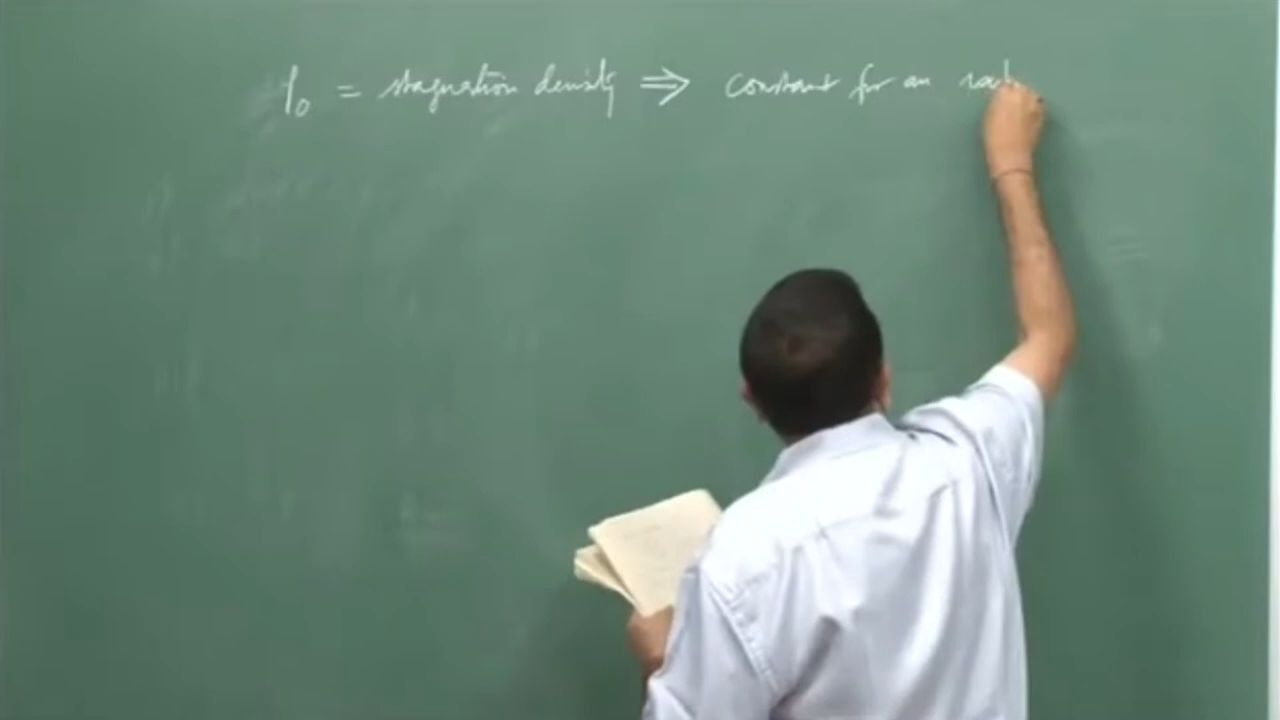 ρ₀ = stagnation density ⇒ constant for an